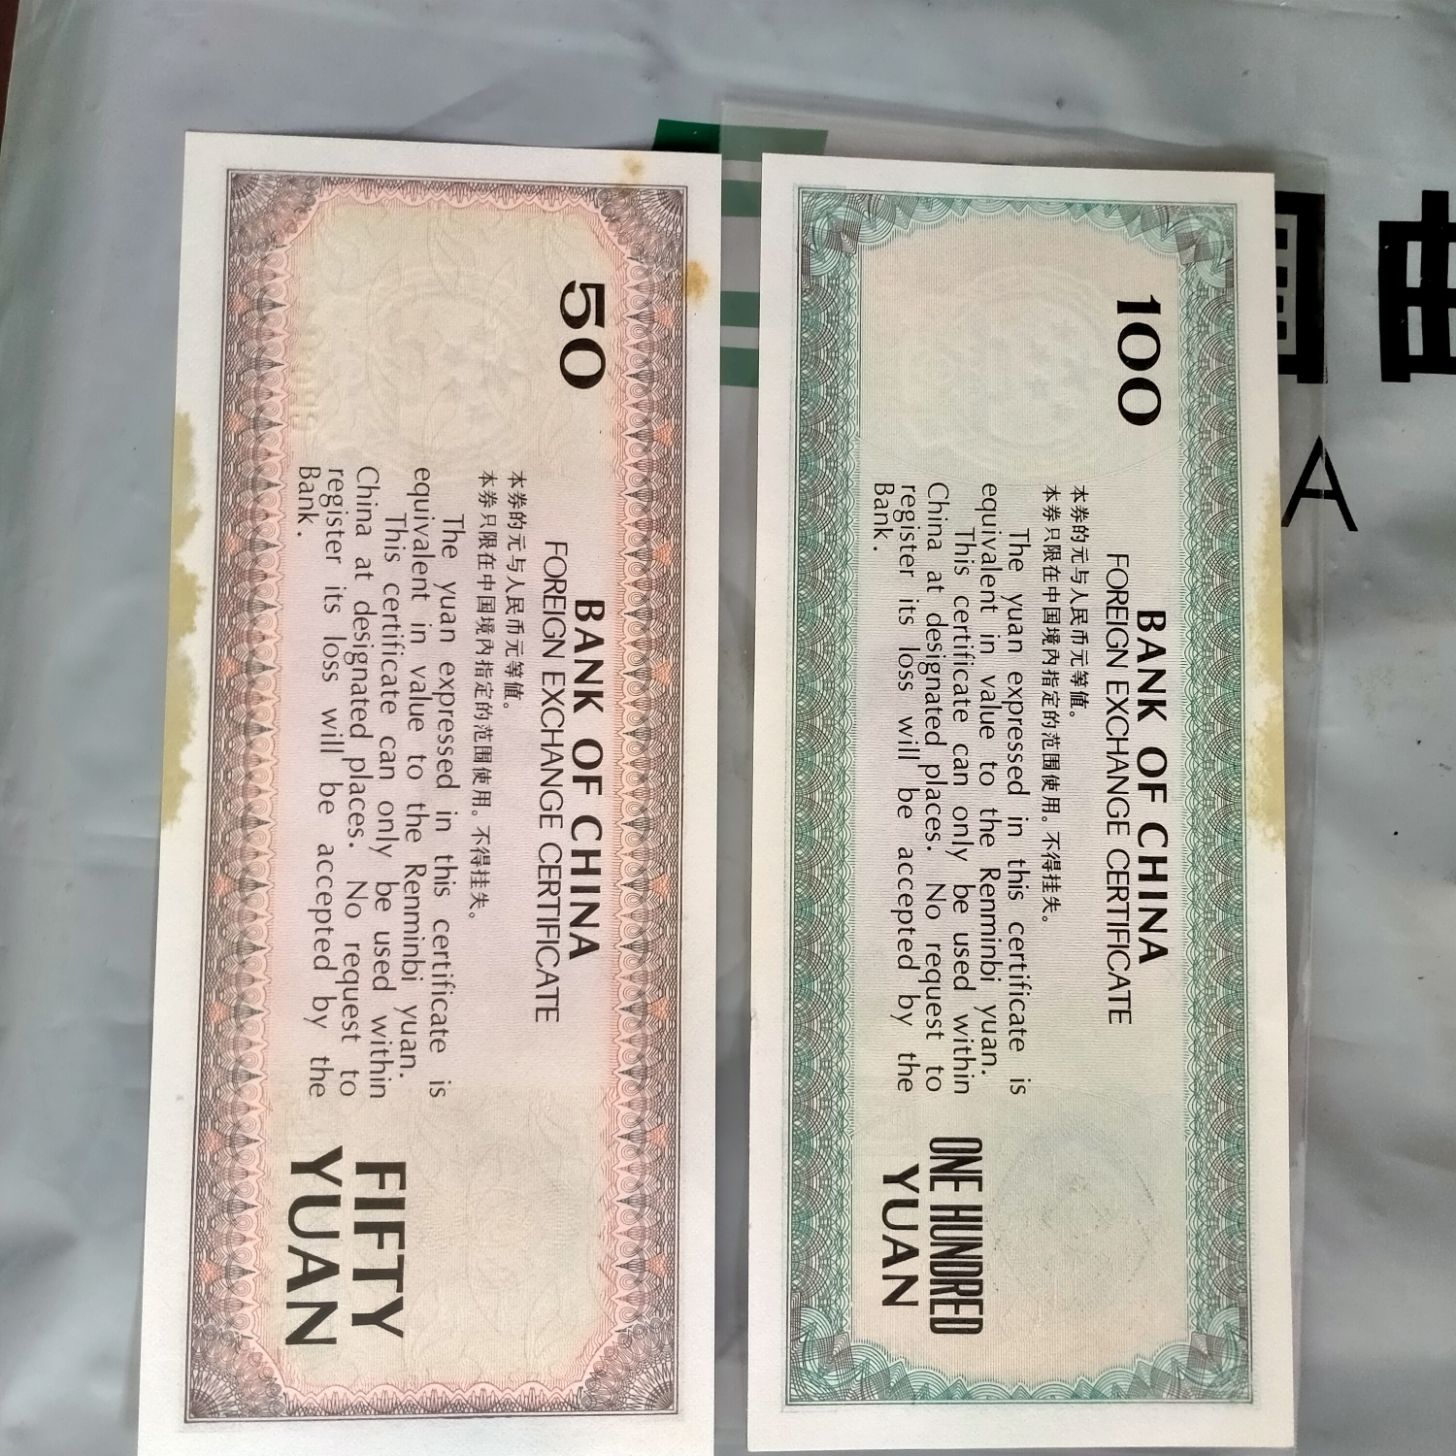 50
BANK OF CHINA
FOREIGN EXCHANGE CERTIFICATE
本券的元与人民币元等值。
本券只限在中国境内指定的范围使用。不得挂失。
The yuan expressed in this certificate is
equivalent in value to the Renminbi yuan.
This certificate can only be used within
China at designated places. No request to
register its loss will be accepted by the
Bank.
FIFTY
YUAN
100
BANK OF CHINA
FOREIGN EXCHANGE CERTIFICATE
本券的元与人民币元等值。
本券只限在中国境内指定的范围使用。不得挂失。
The yuan expressed in this certificate is
equivalent in value to the Renminbi yuan.
This certificate can only be used within
China at designated places. No request to
register its loss will be accepted by the
Bank.
ONE HUNDRED
YUAN
A